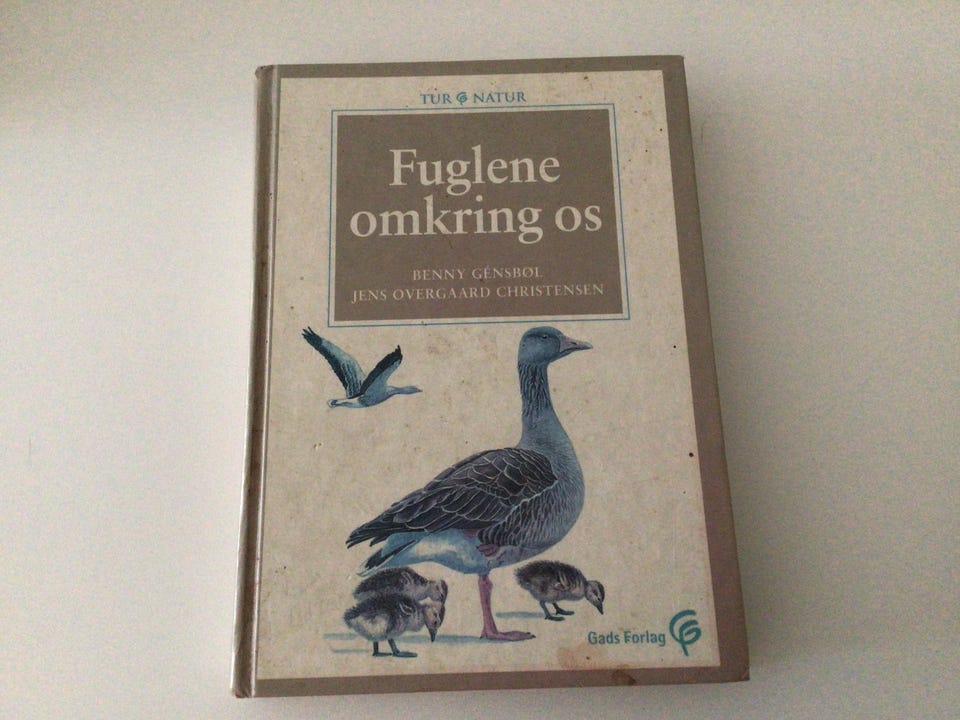 TUR & NATUR
Fuglene
omkring os
BENNY GÉNSBØL
JENS OVERGAARD CHRISTENSEN
Gads Forlag